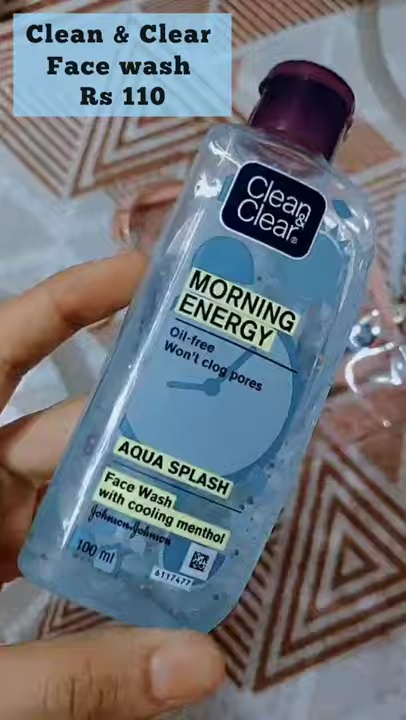 Clean & Clear
Face wash
Rs 110
Clean
&
Clear®
MORNING
ENERGY
Oil-free
Won't clog pores
AQUA SPLASH
Face Wash
with cooling menthol
Johnson & Johnson
100 ml
6117477